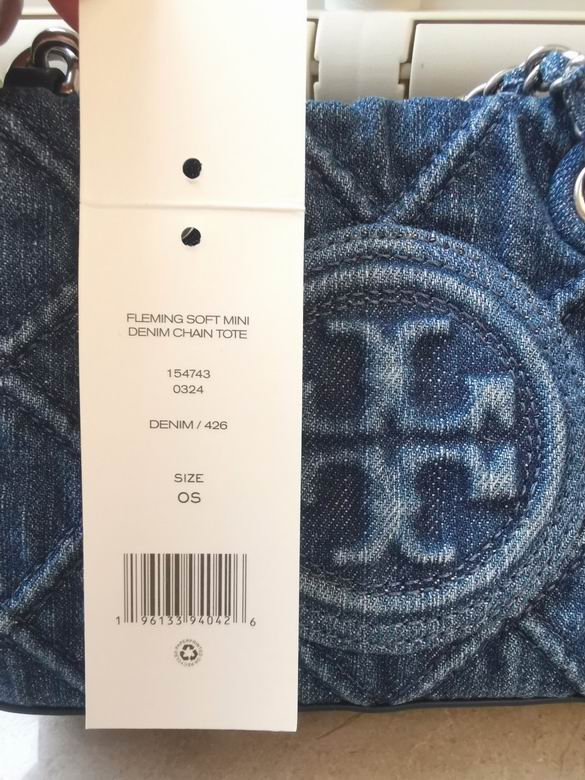 FLEMING SOFT MINI
DENIM CHAIN TOTE
154743
0324
DENIM / 426
SIZE
OS
1 96133 94042 6